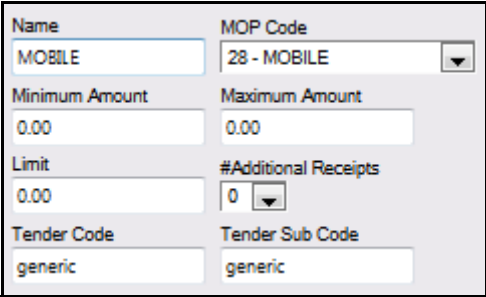 Name MOP Code
MOBILE 28 - MOBILE
Minimum Amount Maximum Amount
0.00 0.00
Limit #Additional Receipts
0.00 0
Tender Code Tender Sub Code
generic generic